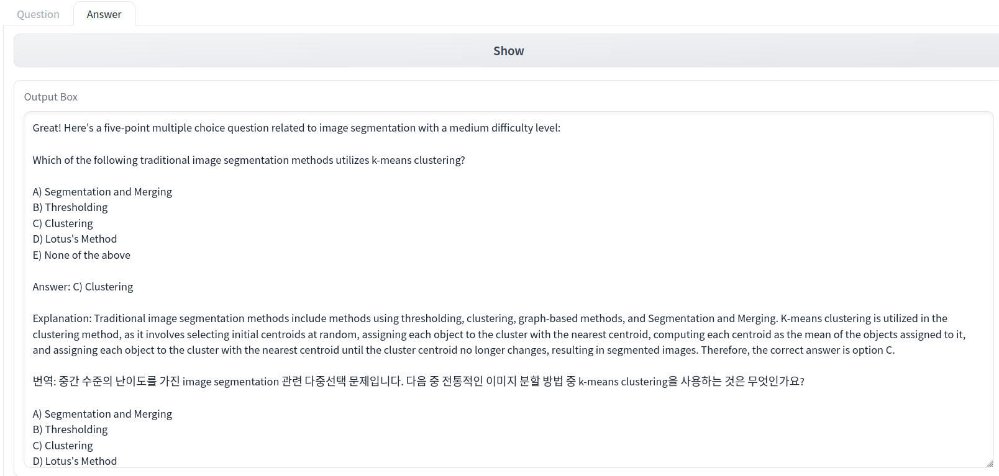 Question
Answer
Show
Output Box
Great! Here's a five-point multiple choice question related to image segmentation with a medium difficulty level:
Which of the following traditional image segmentation methods utilizes k-means clustering?
A) Segmentation and Merging
B) Thresholding
C) Clustering
D) Lotus's Method
E) None of the above
Answer: C) Clustering
Explanation: Traditional image segmentation methods include methods using thresholding, clustering, graph-based methods, and Segmentation and Merging. K-means clustering is utilized in the
clustering method, as it involves selecting initial centroids at random, assigning each object to the cluster with the nearest centroid, computing each centroid as the mean of the objects assigned to it,
and assigning each object to the cluster with the nearest centroid until the cluster centroid no longer changes, resulting in segmented images. Therefore, the correct answer is option C.
번역: 중간 수준의 난이도를 가진 image segmentation 관련 다중선택 문제입니다. 다음 중 전통적인 이미지 분할 방법 중 k-means clustering을 사용하는 것은 무엇인가요?
A) Segmentation and Merging
B) Thresholding
C) Clustering
D) Lotus's Method